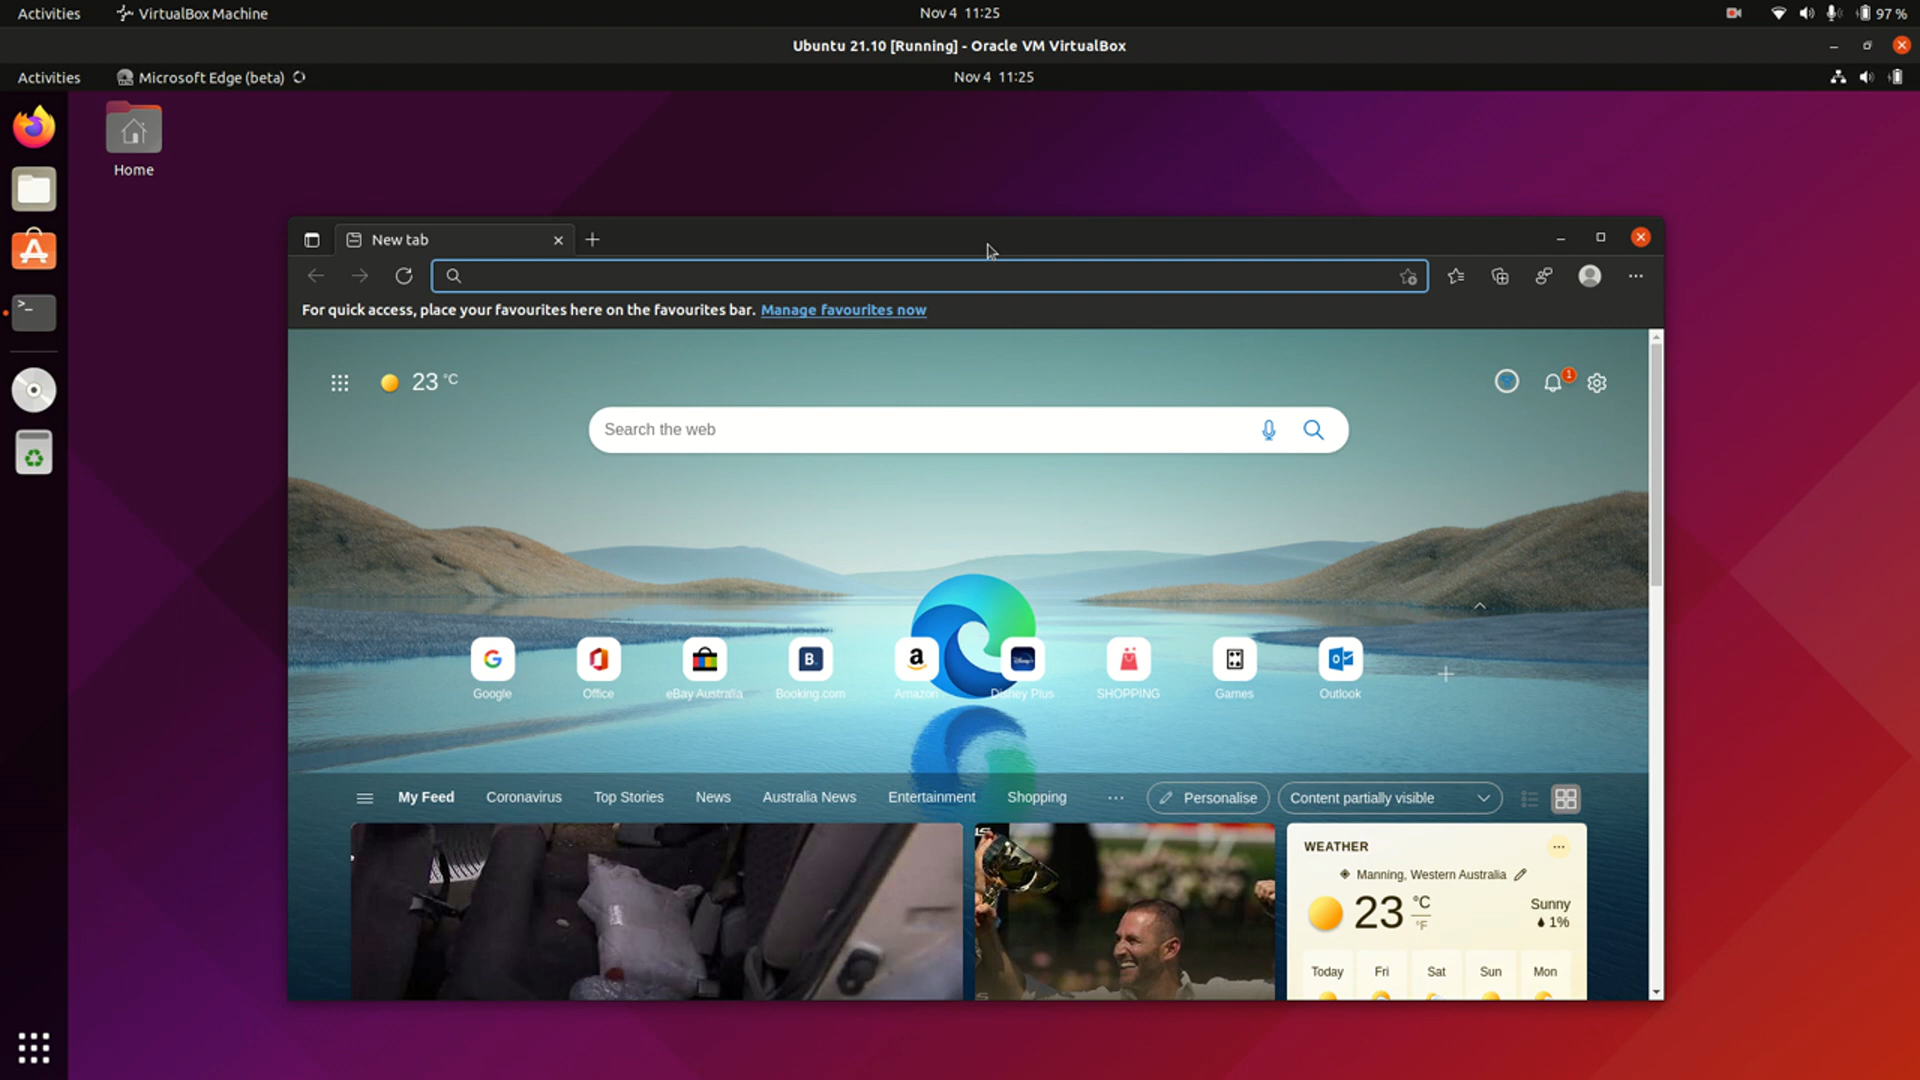 Activities VirtualBox Machine Nov 4 11:25 97 %
Ubuntu 21.10 [Running] - Oracle VM VirtualBox
Activities Microsoft Edge (beta) Nov 4 11:25
Home
New tab
For quick access, place your favourites here on the favourites bar. Manage favourites now
23 °C
1
Search the web
B.
a
Disney+
Google Office eBay Australia Booking.com Amazon Disney Plus SHOPPING Games Outlook
My Feed Coronavirus Top Stories News Australia News Entertainment Shopping ... Personalise Content partially visible
WEATHER
Manning, Western Australia
23 °C °F
Sunny
1%
Today Fri Sat Sun Mon